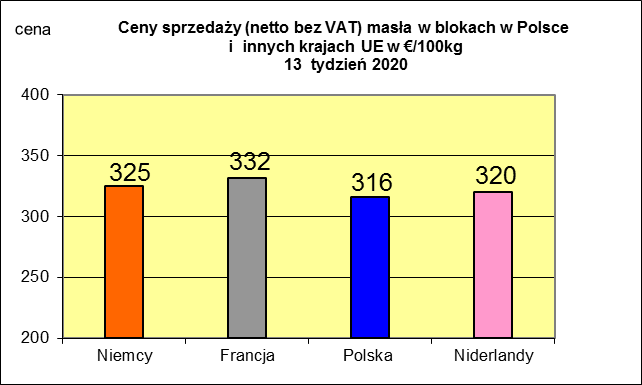 cena
Ceny sprzedaży (netto bez VAT) masła w blokach w Polsce
i innych krajach UE w €/100kg
13 tydzień 2020
400
350
300
250
200
325
332
316
320
Niemcy
Francja
Polska
Niderlandy